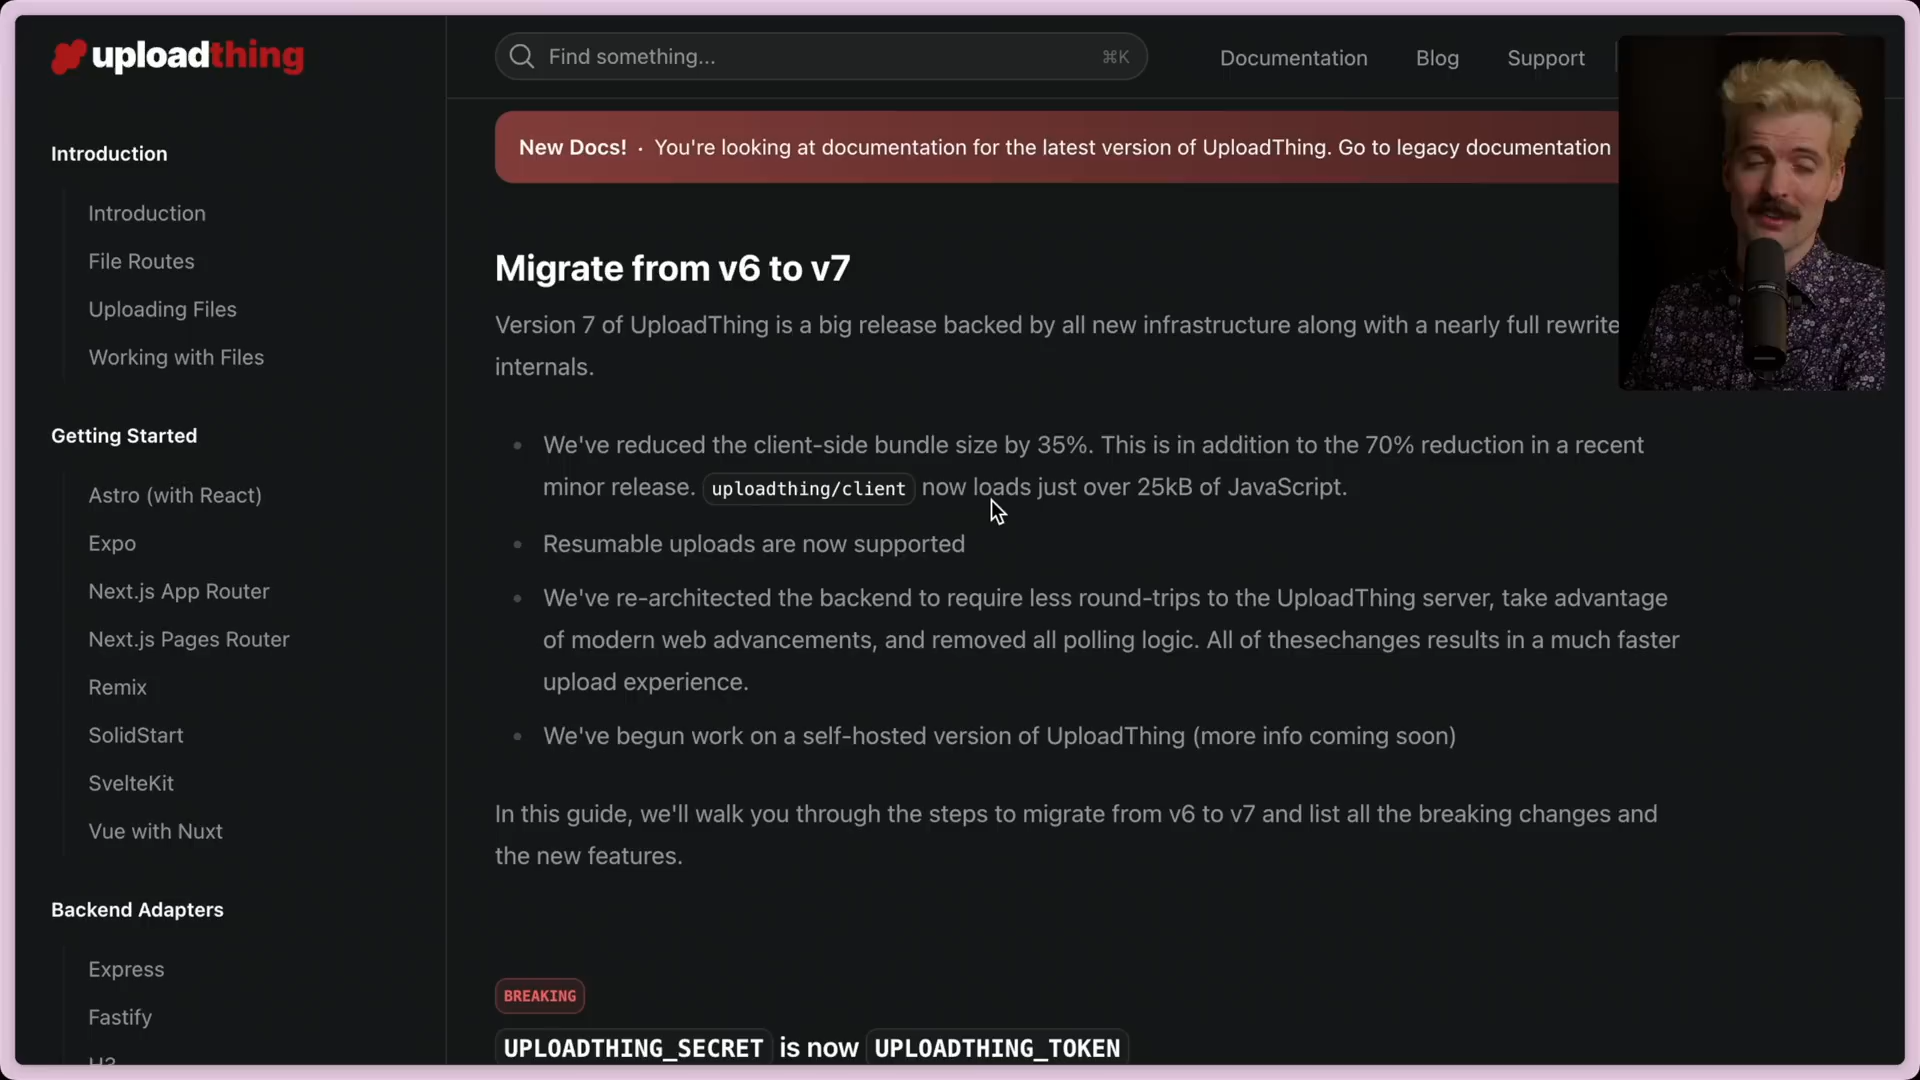 uploadthing
Find something...
⌘K
Documentation
Blog
Support
Introduction
Introduction
File Routes
Uploading Files
Working with Files
Getting Started
Astro (with React)
Expo
Next.js App Router
Next.js Pages Router
Remix
SolidStart
SvelteKit
Vue with Nuxt
Backend Adapters
Express
Fastify
H3
New Docs! · You're looking at documentation for the latest version of UploadThing. Go to legacy documentation
Migrate from v6 to v7
Version 7 of UploadThing is a big release backed by all new infrastructure along with a nearly full rewrite
internals.
We've reduced the client-side bundle size by 35%. This is in addition to the 70% reduction in a recent
minor release. uploadthing/client now loads just over 25kB of JavaScript.
Resumable uploads are now supported
We've re-architected the backend to require less round-trips to the UploadThing server, take advantage
of modern web advancements, and removed all polling logic. All of thesechanges results in a much faster
upload experience.
We've begun work on a self-hosted version of UploadThing (more info coming soon)
In this guide, we'll walk you through the steps to migrate from v6 to v7 and list all the breaking changes and
the new features.
BREAKING
UPLOADTHING_SECRET is now UPLOADTHING_TOKEN